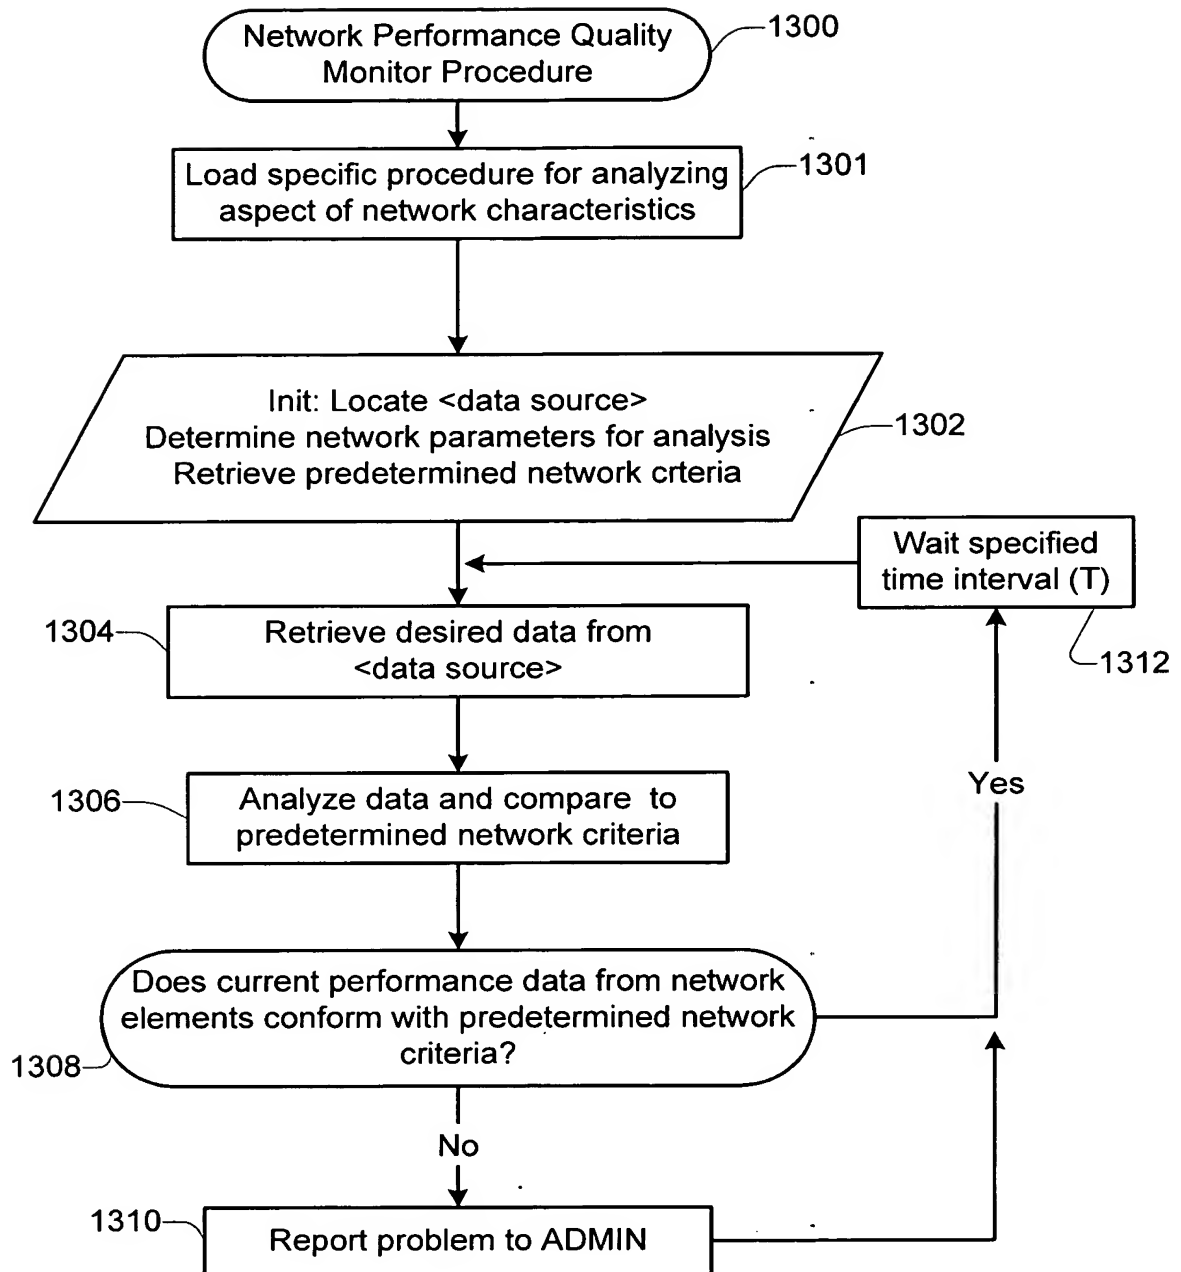 Network Performance Quality
Monitor Procedure
1300
Load specific procedure for analyzing
aspect of network characteristics
1301
Init: Locate <data source>
Determine network parameters for analysis
Retrieve predetermined network crteria
1302
Wait specified
time interval (T)
1312
1304
Retrieve desired data from
<data source>
1306
Analyze data and compare to
predetermined network criteria
Yes
Does current performance data from network
elements conform with predetermined network
criteria?
1308
No
1310
Report problem to ADMIN